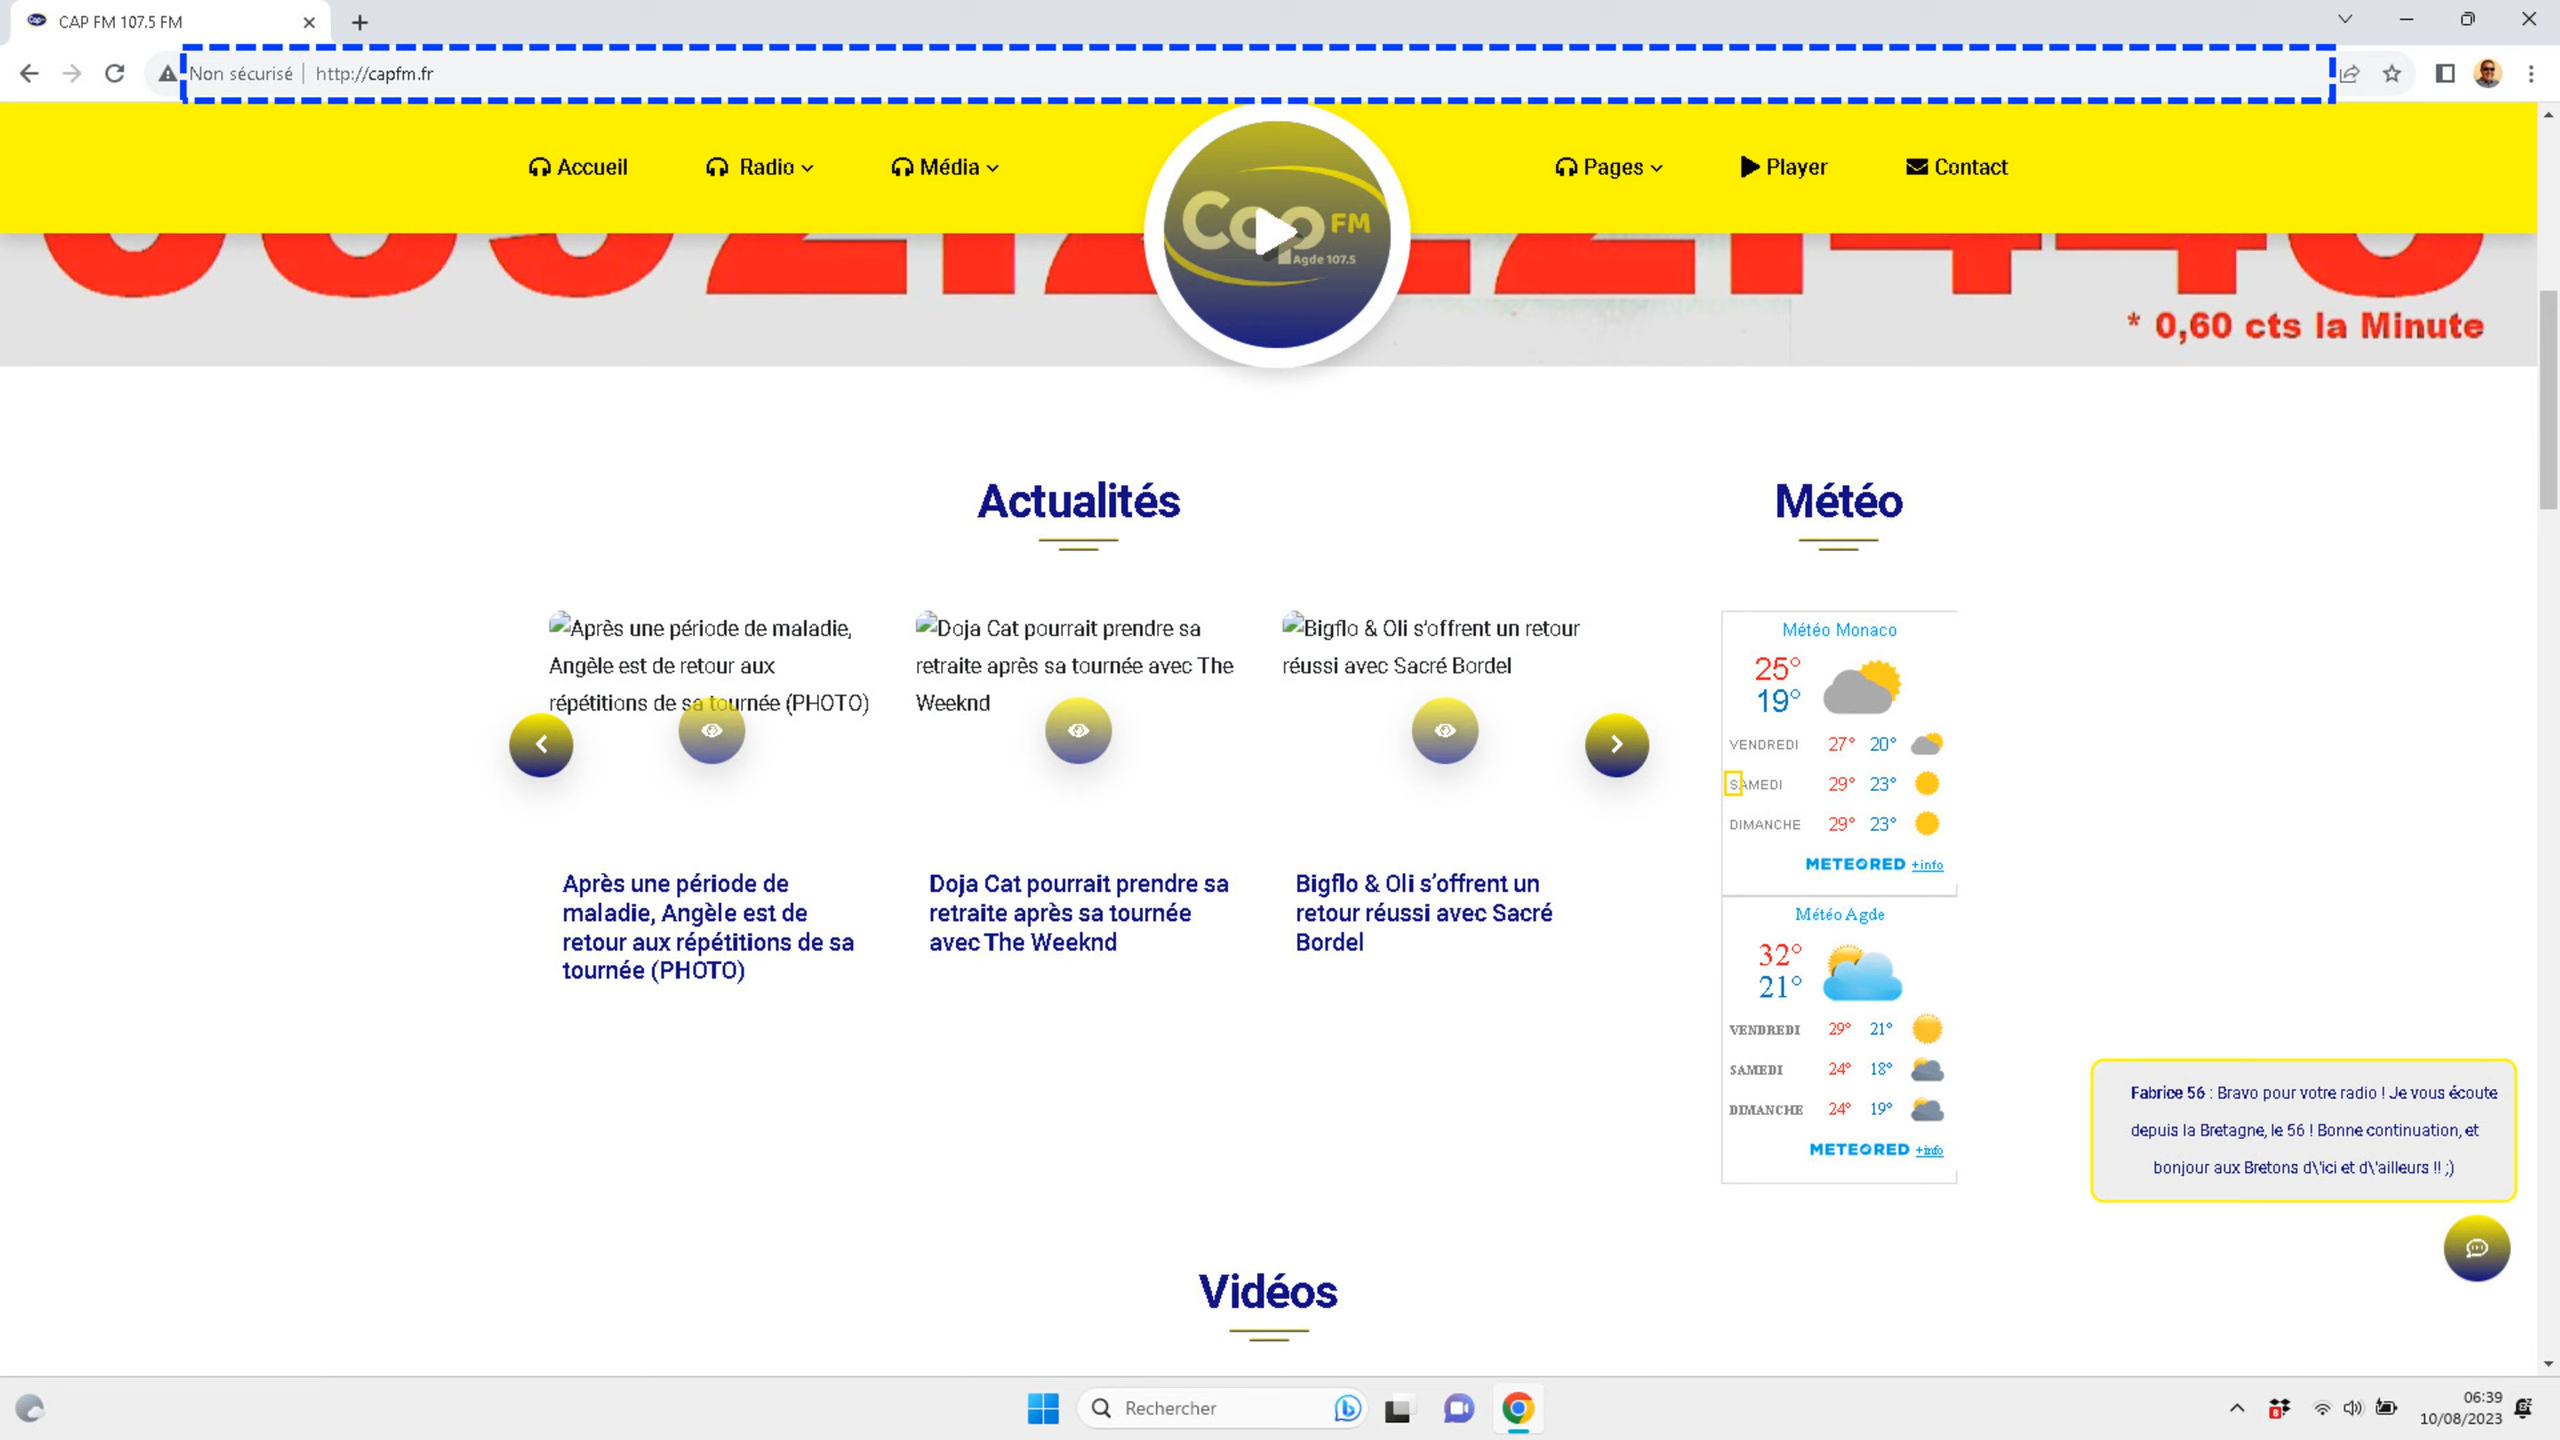 CAP FM 107.5 FM
Non sécurisé | http://capfm.fr
Accueil Radio Média Pages Player Contact
Cap FM
Agde 107.5
* 0,60 cts la Minute
Actualités
Après une période de maladie,
Angèle est de retour aux
répétitions de sa tournée (PHOTO)
Doja Cat pourrait prendre sa
retraite après sa tournée avec The
Weeknd
Bigflo & Oli s'offrent un retour
réussi avec Sacré Bordel
Après une période de
maladie, Angèle est de
retour aux répétitions de sa
tournée (PHOTO)
Doja Cat pourrait prendre sa
retraite après sa tournée
avec The Weeknd
Bigflo & Oli s’offrent un
retour réussi avec Sacré
Bordel
Météo
Météo Monaco
25°
19°
VENDREDI 27° 20°
SAMEDI 29° 23°
DIMANCHE 29° 23°
METEORED +info
Météo Agde
32°
21°
VENDREDI 29° 21°
SAMEDI 24° 18°
DIMANCHE 24° 19°
METEORED +info
Fabrice 56 : Bravo pour votre radio ! Je vous écoute
depuis la Bretagne, le 56 ! Bonne continuation, et
bonjour aux Bretons d\'ici et d\'ailleurs !! ;)
Vidéos
Rechercher
06:39
10/08/2023